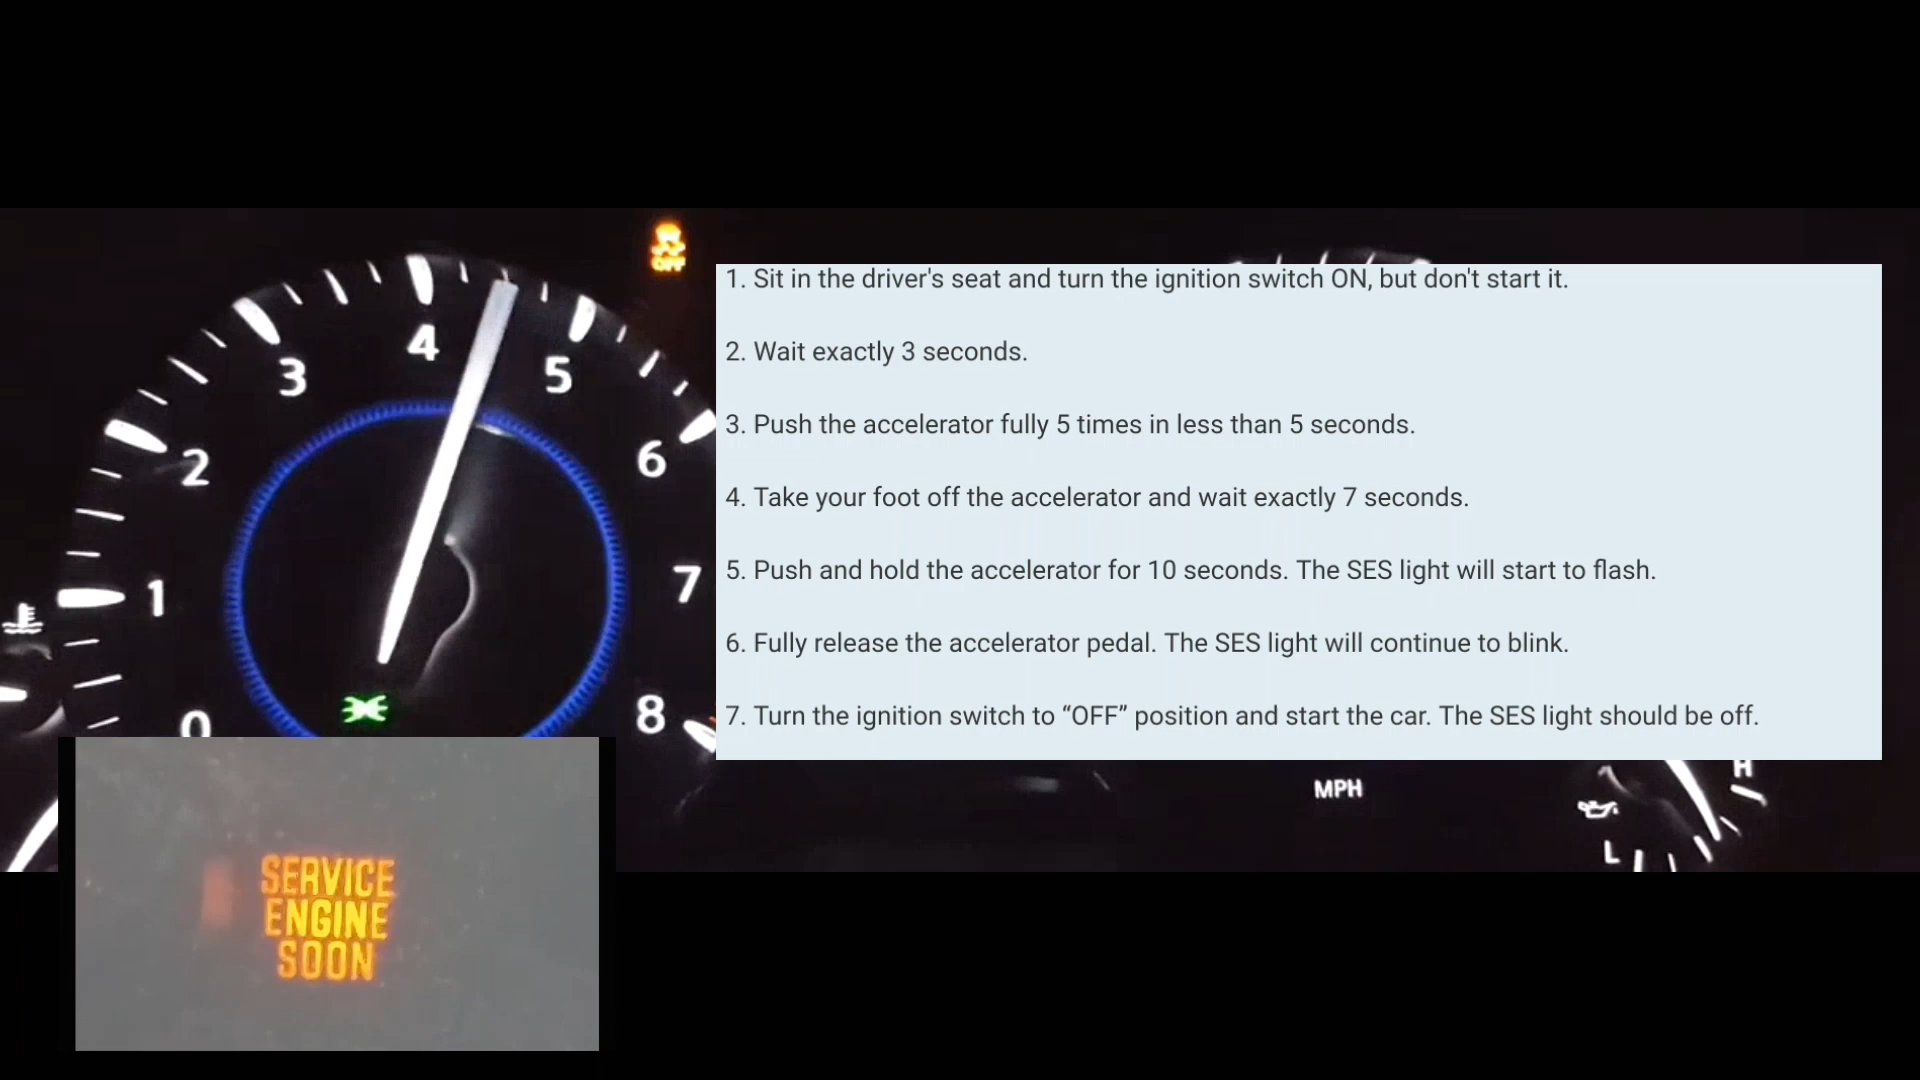 OFF
1. Sit in the driver's seat and turn the ignition switch ON, but don't start it.
2. Wait exactly 3 seconds.
3. Push the accelerator fully 5 times in less than 5 seconds.
4. Take your foot off the accelerator and wait exactly 7 seconds.
5. Push and hold the accelerator for 10 seconds. The SES light will start to flash.
6. Fully release the accelerator pedal. The SES light will continue to blink.
7. Turn the ignition switch to “OFF” position and start the car. The SES light should be off.
0
1
2
3
4
5
6
7
8
MPH
H
L
SERVICE
ENGINE
SOON